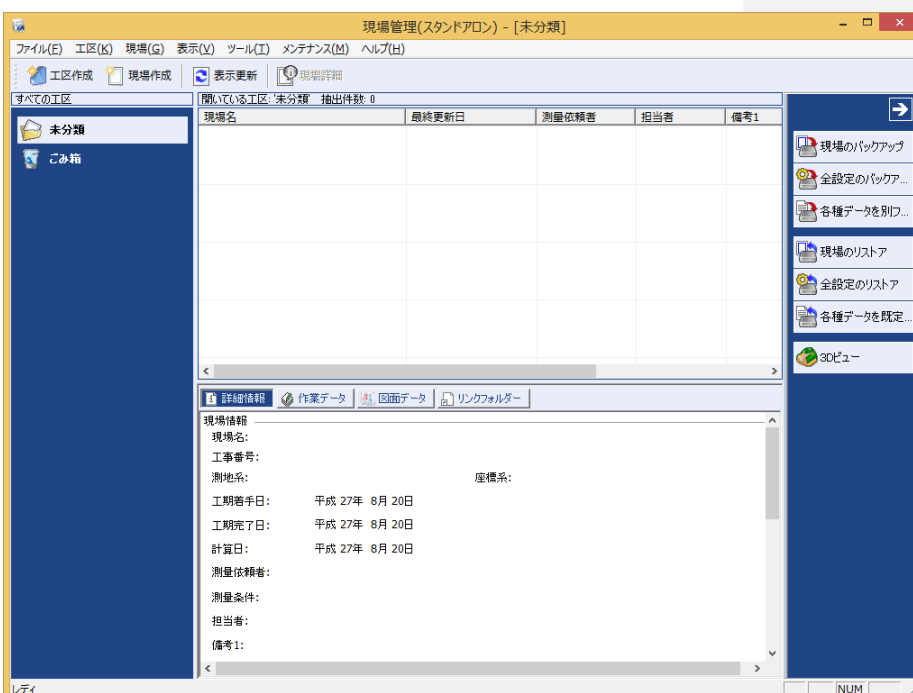 現場管理(スタンドアロン) - [未分類]
ファイル(F) 工区(K) 現場(G) 表示(V) ツール(T) メンテナンス(M) ヘルプ(H)
工区作成 現場作成 表示更新 現場詳細
すべての工区
開いている工区:'未分類' 抽出件数: 0
未分類
ごみ箱
現場名 最終更新日 測量依頼者 担当者 備考1
現場のバックアップ
全設定のバックア...
各種データを別フ...
現場のリストア
全設定のリストア
各種データを既定...
3Dビュー
詳細情報 作業データ 図面データ リンクフォルダー
現場情報
現場名:
工事番号:
測地系: 座標系:
工期着手日: 平成 27年 8月 20日
工期完了日: 平成 27年 8月 20日
計算日: 平成 27年 8月 20日
測量依頼者:
測量条件:
担当者:
備考1:
レディ NUM